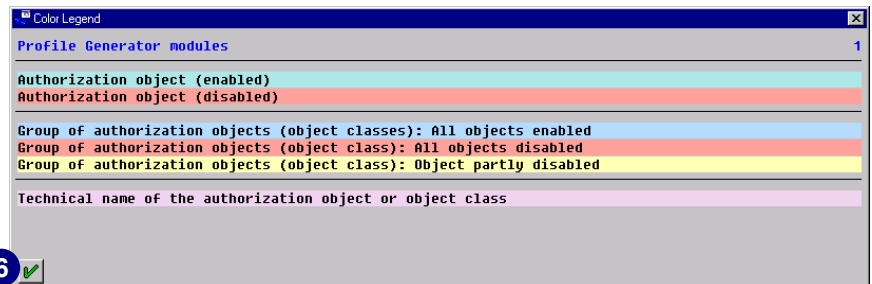 Color Legend
Profile Generator modules 1
Authorization object (enabled)
Authorization object (disabled)
Group of authorization objects (object classes): All objects enabled
Group of authorization objects (object class): All objects disabled
Group of authorization objects (object class): Object partly disabled
Technical name of the authorization object or object class
6